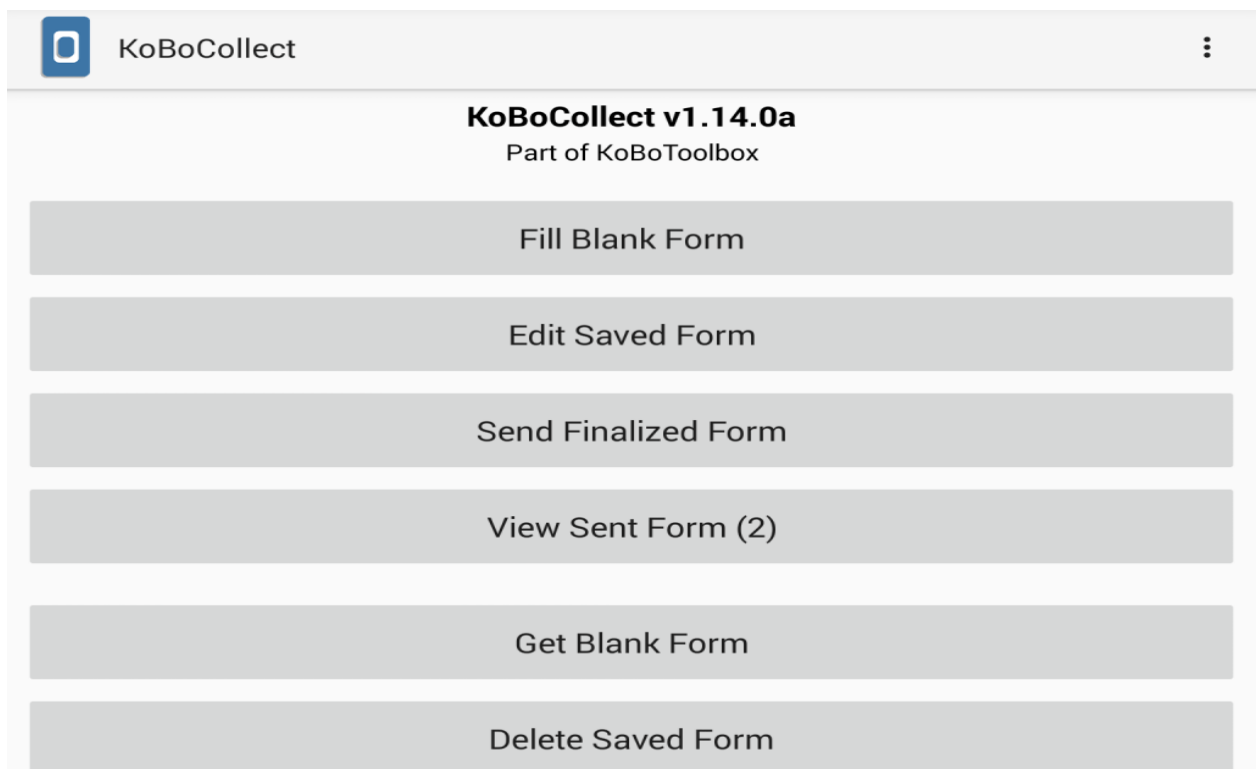 KoBoCollect
KoBoCollect v1.14.0a
Part of KoBoToolbox
Fill Blank Form
Edit Saved Form
Send Finalized Form
View Sent Form (2)
Get Blank Form
Delete Saved Form